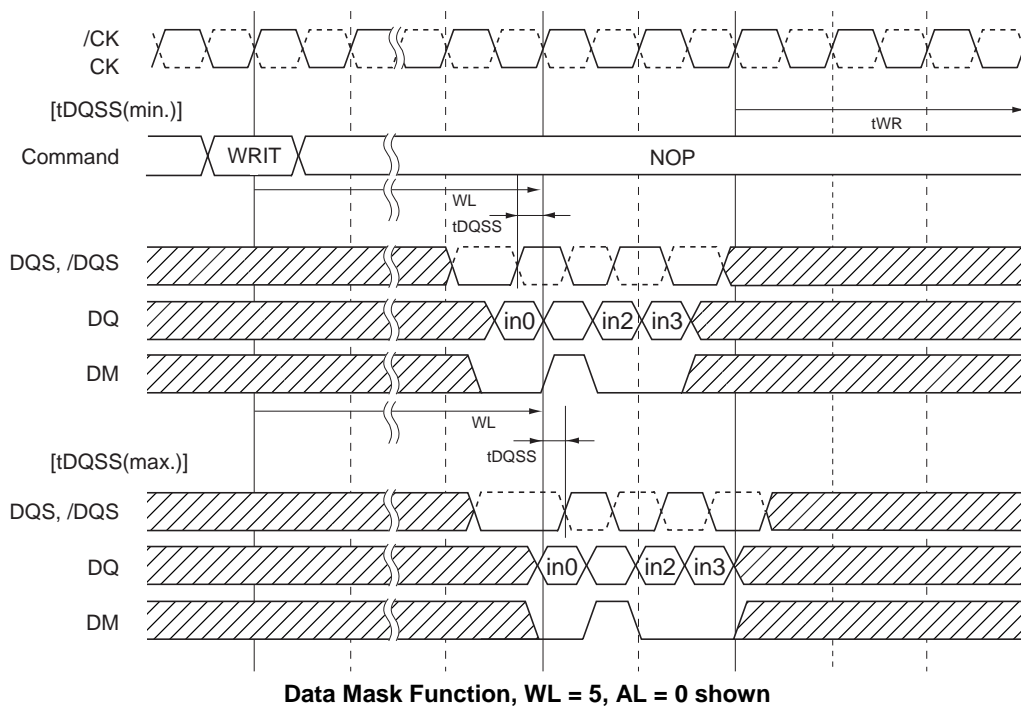 /CK
CK
[tDQSS(min.)]
tWR
Command
WRIT
NOP
WL
tDQSS
DQS, /DQS
DQ
in0
in2
in3
DM
WL
tDQSS
[tDQSS(max.)]
DQS, /DQS
DQ
in0
in2
in3
DM
Data Mask Function, WL = 5, AL = 0 shown